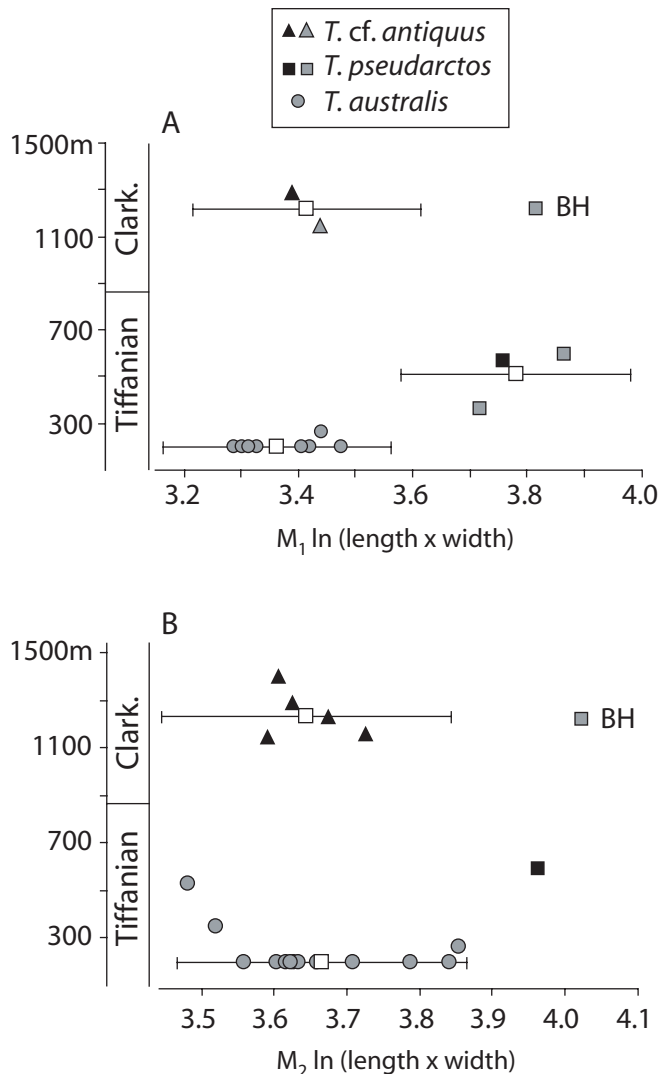 T. cf. antiquus
T. pseudarctos
T. australis
A
1500m
1100
700
300
Clark.
Tiffanian
BH
3.2 3.4 3.6 3.8 4.0
M₁ ln (length x width)
B
1500m
1100
700
300
Clark.
Tiffanian
BH
3.5 3.6 3.7 3.8 3.9 4.0 4.1
M₂ ln (length x width)